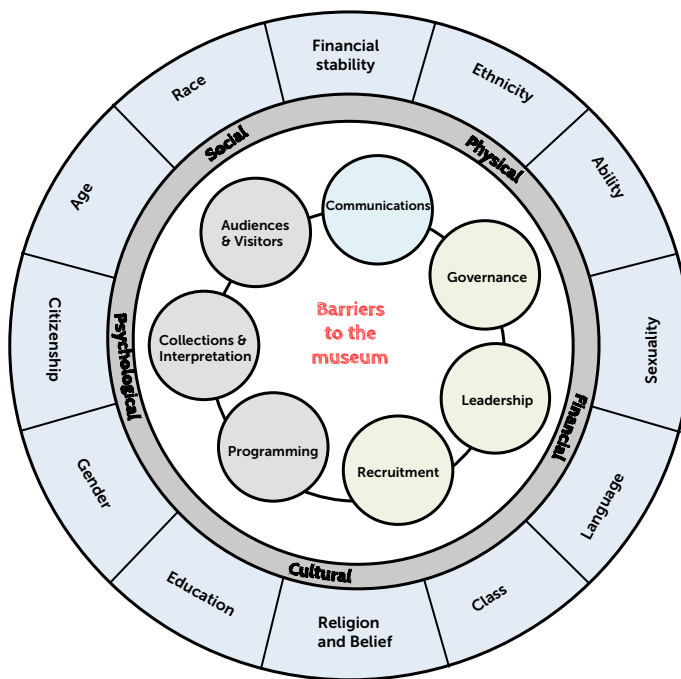 Financial
stability
Ethnicity
Ability
Sexuality
Language
Class
Religion
and Belief
Education
Gender
Citizenship
Age
Race
Social
Physical
Financial
Cultural
Psychological
Communications
Governance
Leadership
Recruitment
Programming
Collections &
Interpretation
Audiences
& Visitors
Barriers
to the
museum